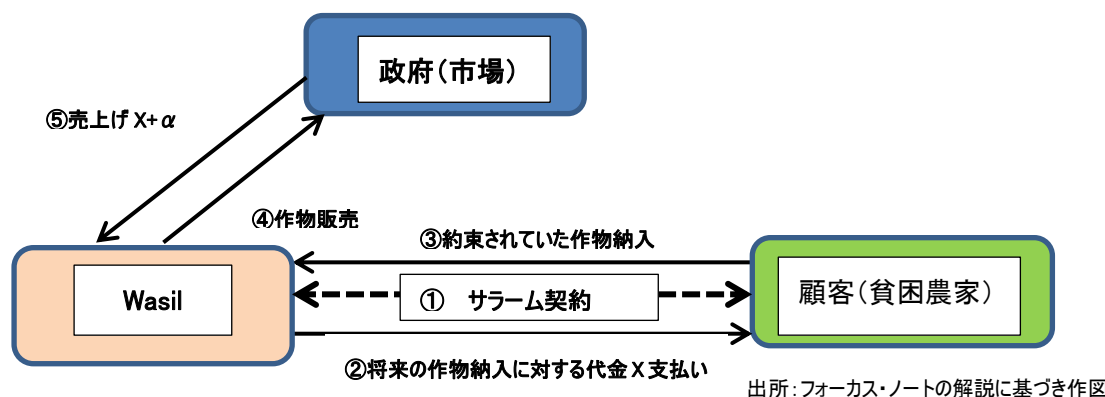 政府(市場)
⑤売上げX+α
④作物販売
③約束されていた作物納入
Wasil
① サラーム契約
顧客(貧困農家)
②将来の作物納入に対する代金X支払い
出所:フォーカス・ノートの解説に基づき作図